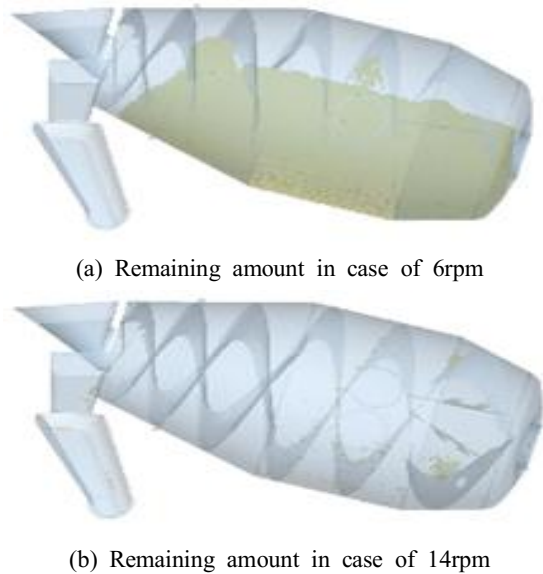 (a) Remaining amount in case of 6rpm
(b) Remaining amount in case of 14rpm